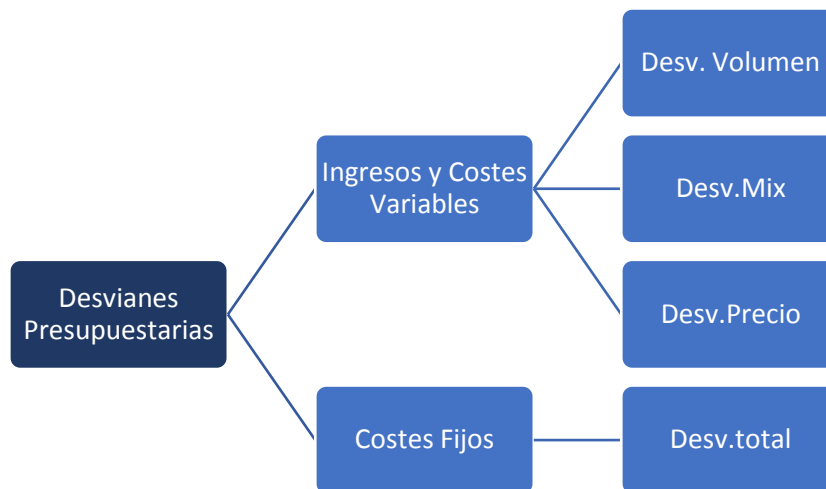 Desvianes
Presupuestarias
Ingresos y Costes
Variables
Desv. Volumen
Desv.Mix
Desv.Precio
Costes Fijos
Desv.total